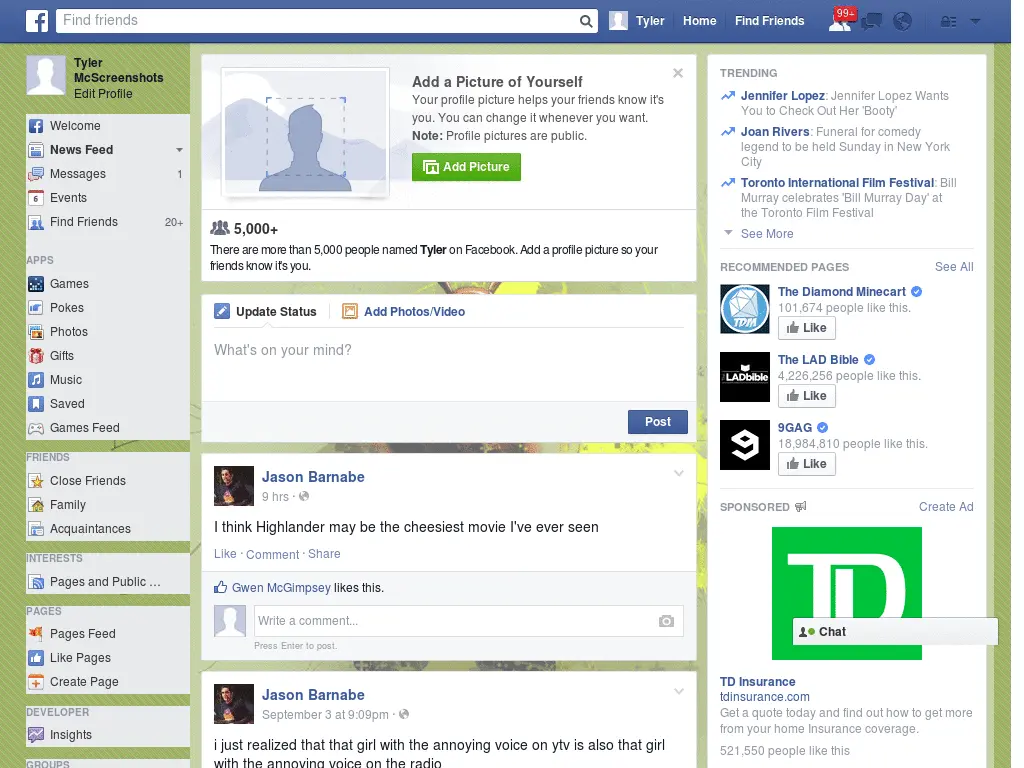 Find friends
Tyler
Home
Find Friends
99+
Tyler
McScreenshots
Edit Profile
Welcome
News Feed
Messages
1
Events
Find Friends
20+
APPS
Games
Pokes
Photos
Gifts
Music
Saved
Games Feed
FRIENDS
Close Friends
Family
Acquaintances
INTERESTS
Pages and Public ...
PAGES
Pages Feed
Like Pages
Create Page
DEVELOPER
Insights
GROUPS
Add a Picture of Yourself
Your profile picture helps your friends know it's
you. You can change it whenever you want.
Note: Profile pictures are public.
Add Picture
5,000+
There are more than 5,000 people named Tyler on Facebook. Add a profile picture so your
friends know it's you.
Update Status
Add Photos/Video
What's on your mind?
Post
Jason Barnabe
9 hrs ·
I think Highlander may be the cheesiest movie I've ever seen
Like · Comment · Share
Gwen McGimpsey likes this.
Write a comment...
Press Enter to post.
Jason Barnabe
September 3 at 9:09pm ·
i just realized that that girl with the annoying voice on ytv is also that girl
with the annoying voice on the radio
TRENDING
Jennifer Lopez: Jennifer Lopez Wants
You to Check Out Her 'Booty'
Joan Rivers: Funeral for comedy
legend to be held Sunday in New York
City
Toronto International Film Festival: Bill
Murray celebrates 'Bill Murray Day' at
the Toronto Film Festival
See More
RECOMMENDED PAGES
See All
The Diamond Minecart
101,674 people like this.
Like
TDM
The LAD Bible
4,226,256 people like this.
Like
LADbible
9GAG
18,984,810 people like this.
Like
9
SPONSORED
Create Ad
TD
Chat
TD Insurance
tdinsurance.com
Get a quote today and find out how to get more
from your home Insurance coverage.
521,550 people like this